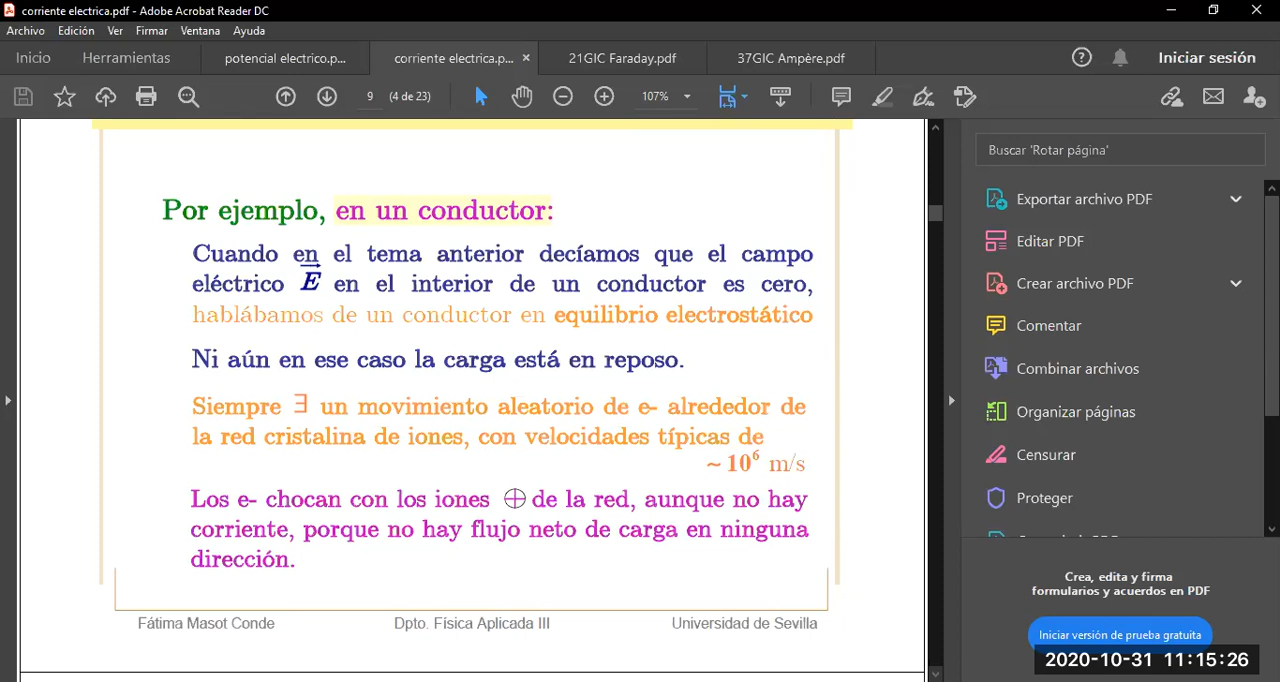 corriente electrica.pdf - Adobe Acrobat Reader DC
Archivo Edición Ver Firmar Ventana Ayuda
Inicio Herramientas potencial electrico.p... corriente electrica.p... × 21GIC Faraday.pdf 37GIC Ampère.pdf Iniciar sesión
9 (4 de 23) 107%
Buscar 'Rotar página'
Exportar archivo PDF
Editar PDF
Crear archivo PDF
Comentar
Combinar archivos
Organizar páginas
Censurar
Proteger
Crea, edita y firma
formularios y acuerdos en PDF
Iniciar versión de prueba gratuita
2020-10-31 11:15:26
Por ejemplo, en un conductor:
Cuando en el tema anterior decíamos que el campo
eléctrico E en el interior de un conductor es cero,
hablábamos de un conductor en equilibrio electrostático
Ni aún en ese caso la carga está en reposo.
Siempre ∃ un movimiento aleatorio de e- alrededor de
la red cristalina de iones, con velocidades típicas de
~ 10⁶ m/s
Los e- chocan con los iones ⊕ de la red, aunque no hay
corriente, porque no hay flujo neto de carga en ninguna
dirección.
Fátima Masot Conde Dpto. Física Aplicada III Universidad de Sevilla